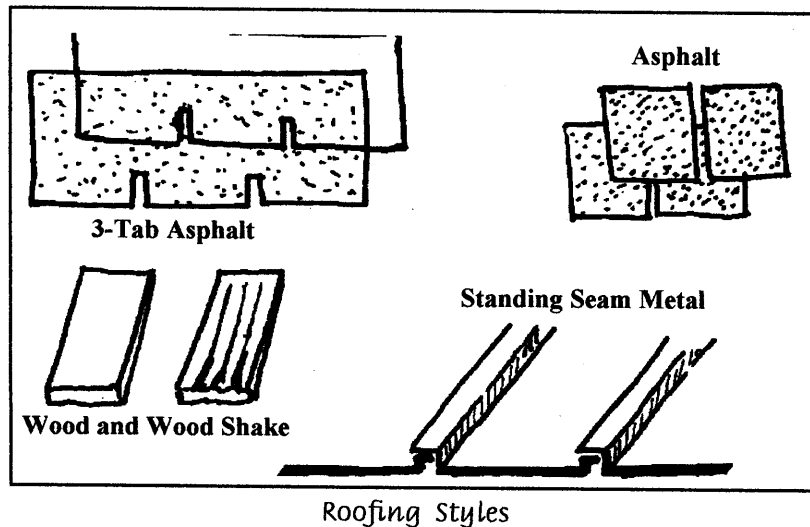 Asphalt
3-Tab Asphalt
Standing Seam Metal
Wood and Wood Shake
Roofing Styles